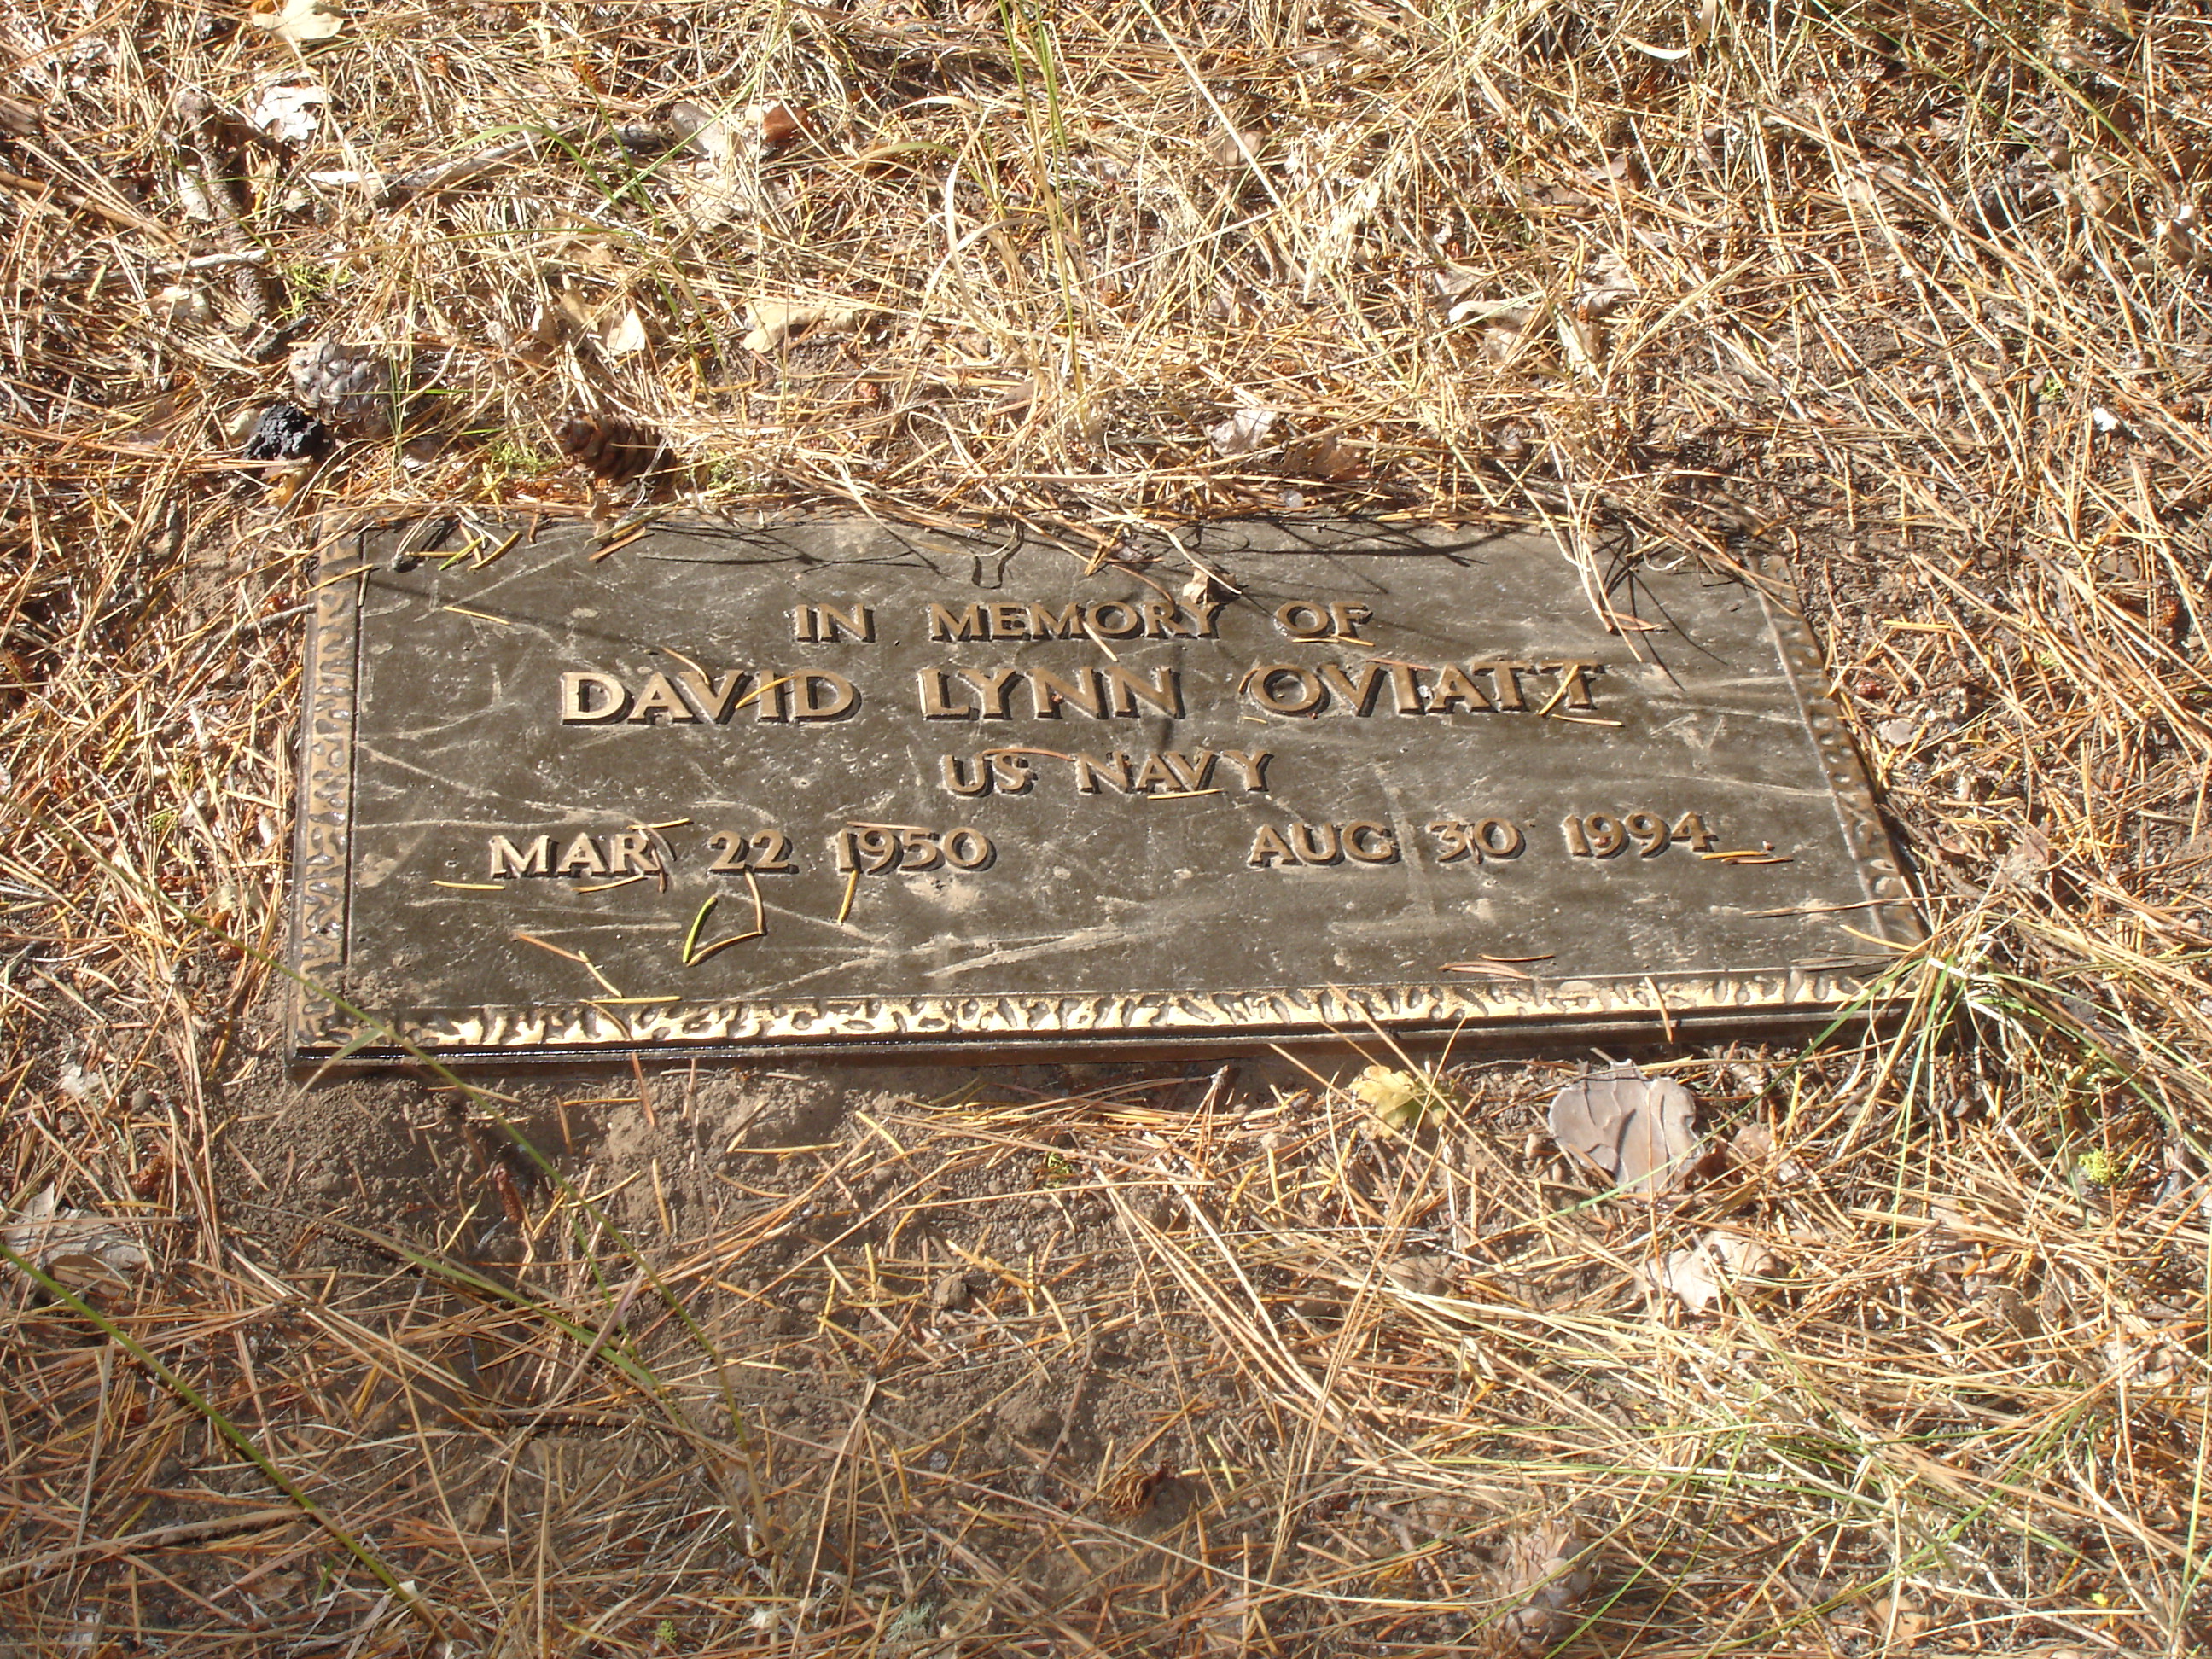 IN MEMORY OF
DAVID LYNN OVIATT
US NAVY
MAR 22 1950 AUG 30 1994